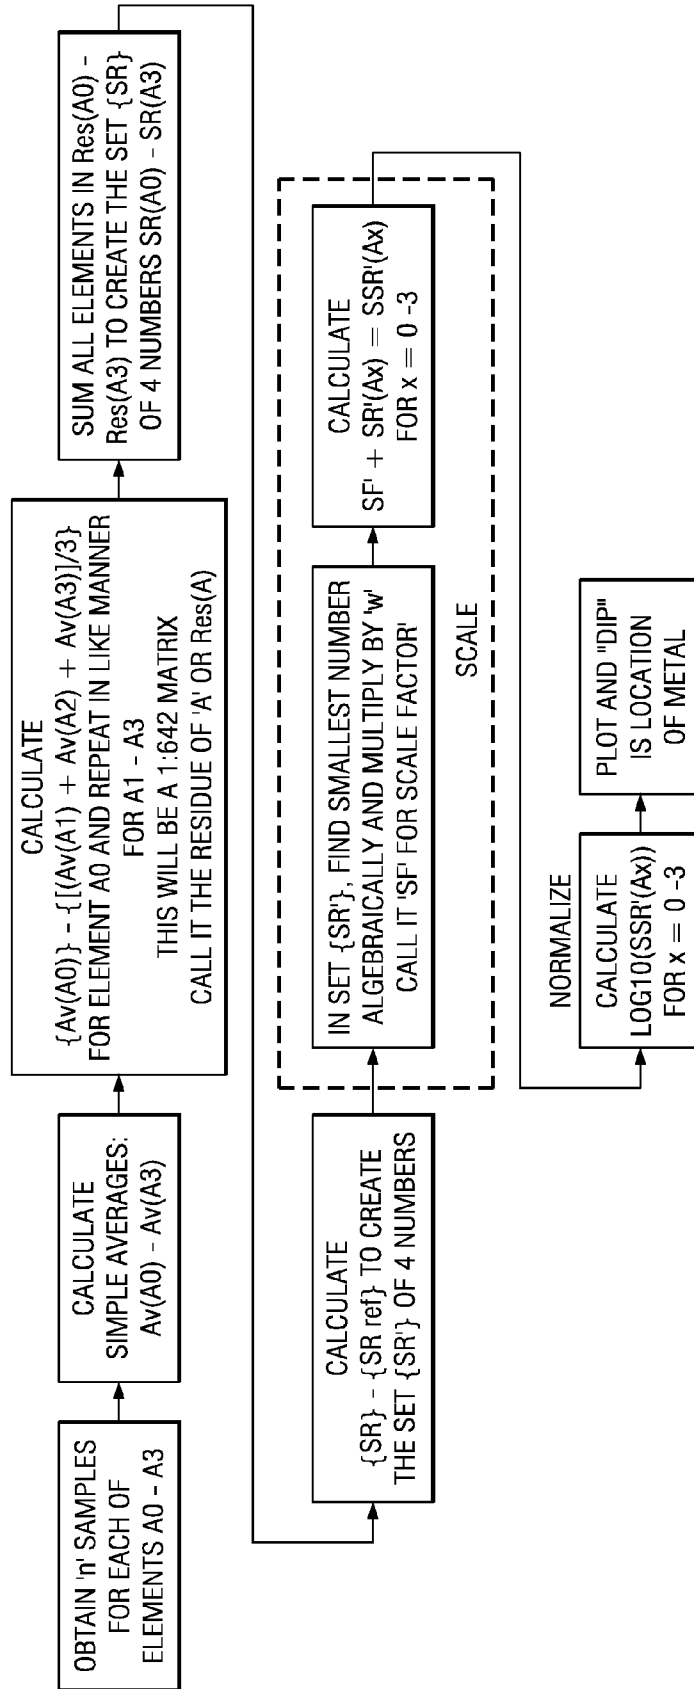 OBTAIN 'n' SAMPLES
FOR EACH OF
ELEMENTS A0 - A3
CALCULATE
SIMPLE AVERAGES:
Av(A0) - Av(A3)
CALCULATE
{Av(A0)} - {[(Av(A1) + Av(A2) + Av(A3)]/3}
FOR ELEMENT A0 AND REPEAT IN LIKE MANNER
FOR A1 - A3
THIS WILL BE A 1:642 MATRIX
CALL IT THE RESIDUE OF 'A' OR Res(A)
SUM ALL ELEMENTS IN Res(A0) -
Res(A3) TO CREATE THE SET {SR}
OF 4 NUMBERS SR(A0) - SR(A3)
CALCULATE
{SR} - {SR ref} TO CREATE
THE SET {SR'} OF 4 NUMBERS
IN SET {SR'}, FIND SMALLEST NUMBER
ALGEBRAICALLY AND MULTIPLY BY 'w'
CALL IT 'SF' FOR SCALE FACTOR'
CALCULATE
SF' + SR'(Ax) = SSR'(Ax)
FOR x = 0 -3
SCALE
NORMALIZE
CALCULATE
LOG10(SSR'(Ax))
FOR x = 0 -3
PLOT AND "DIP"
IS LOCATION
OF METAL